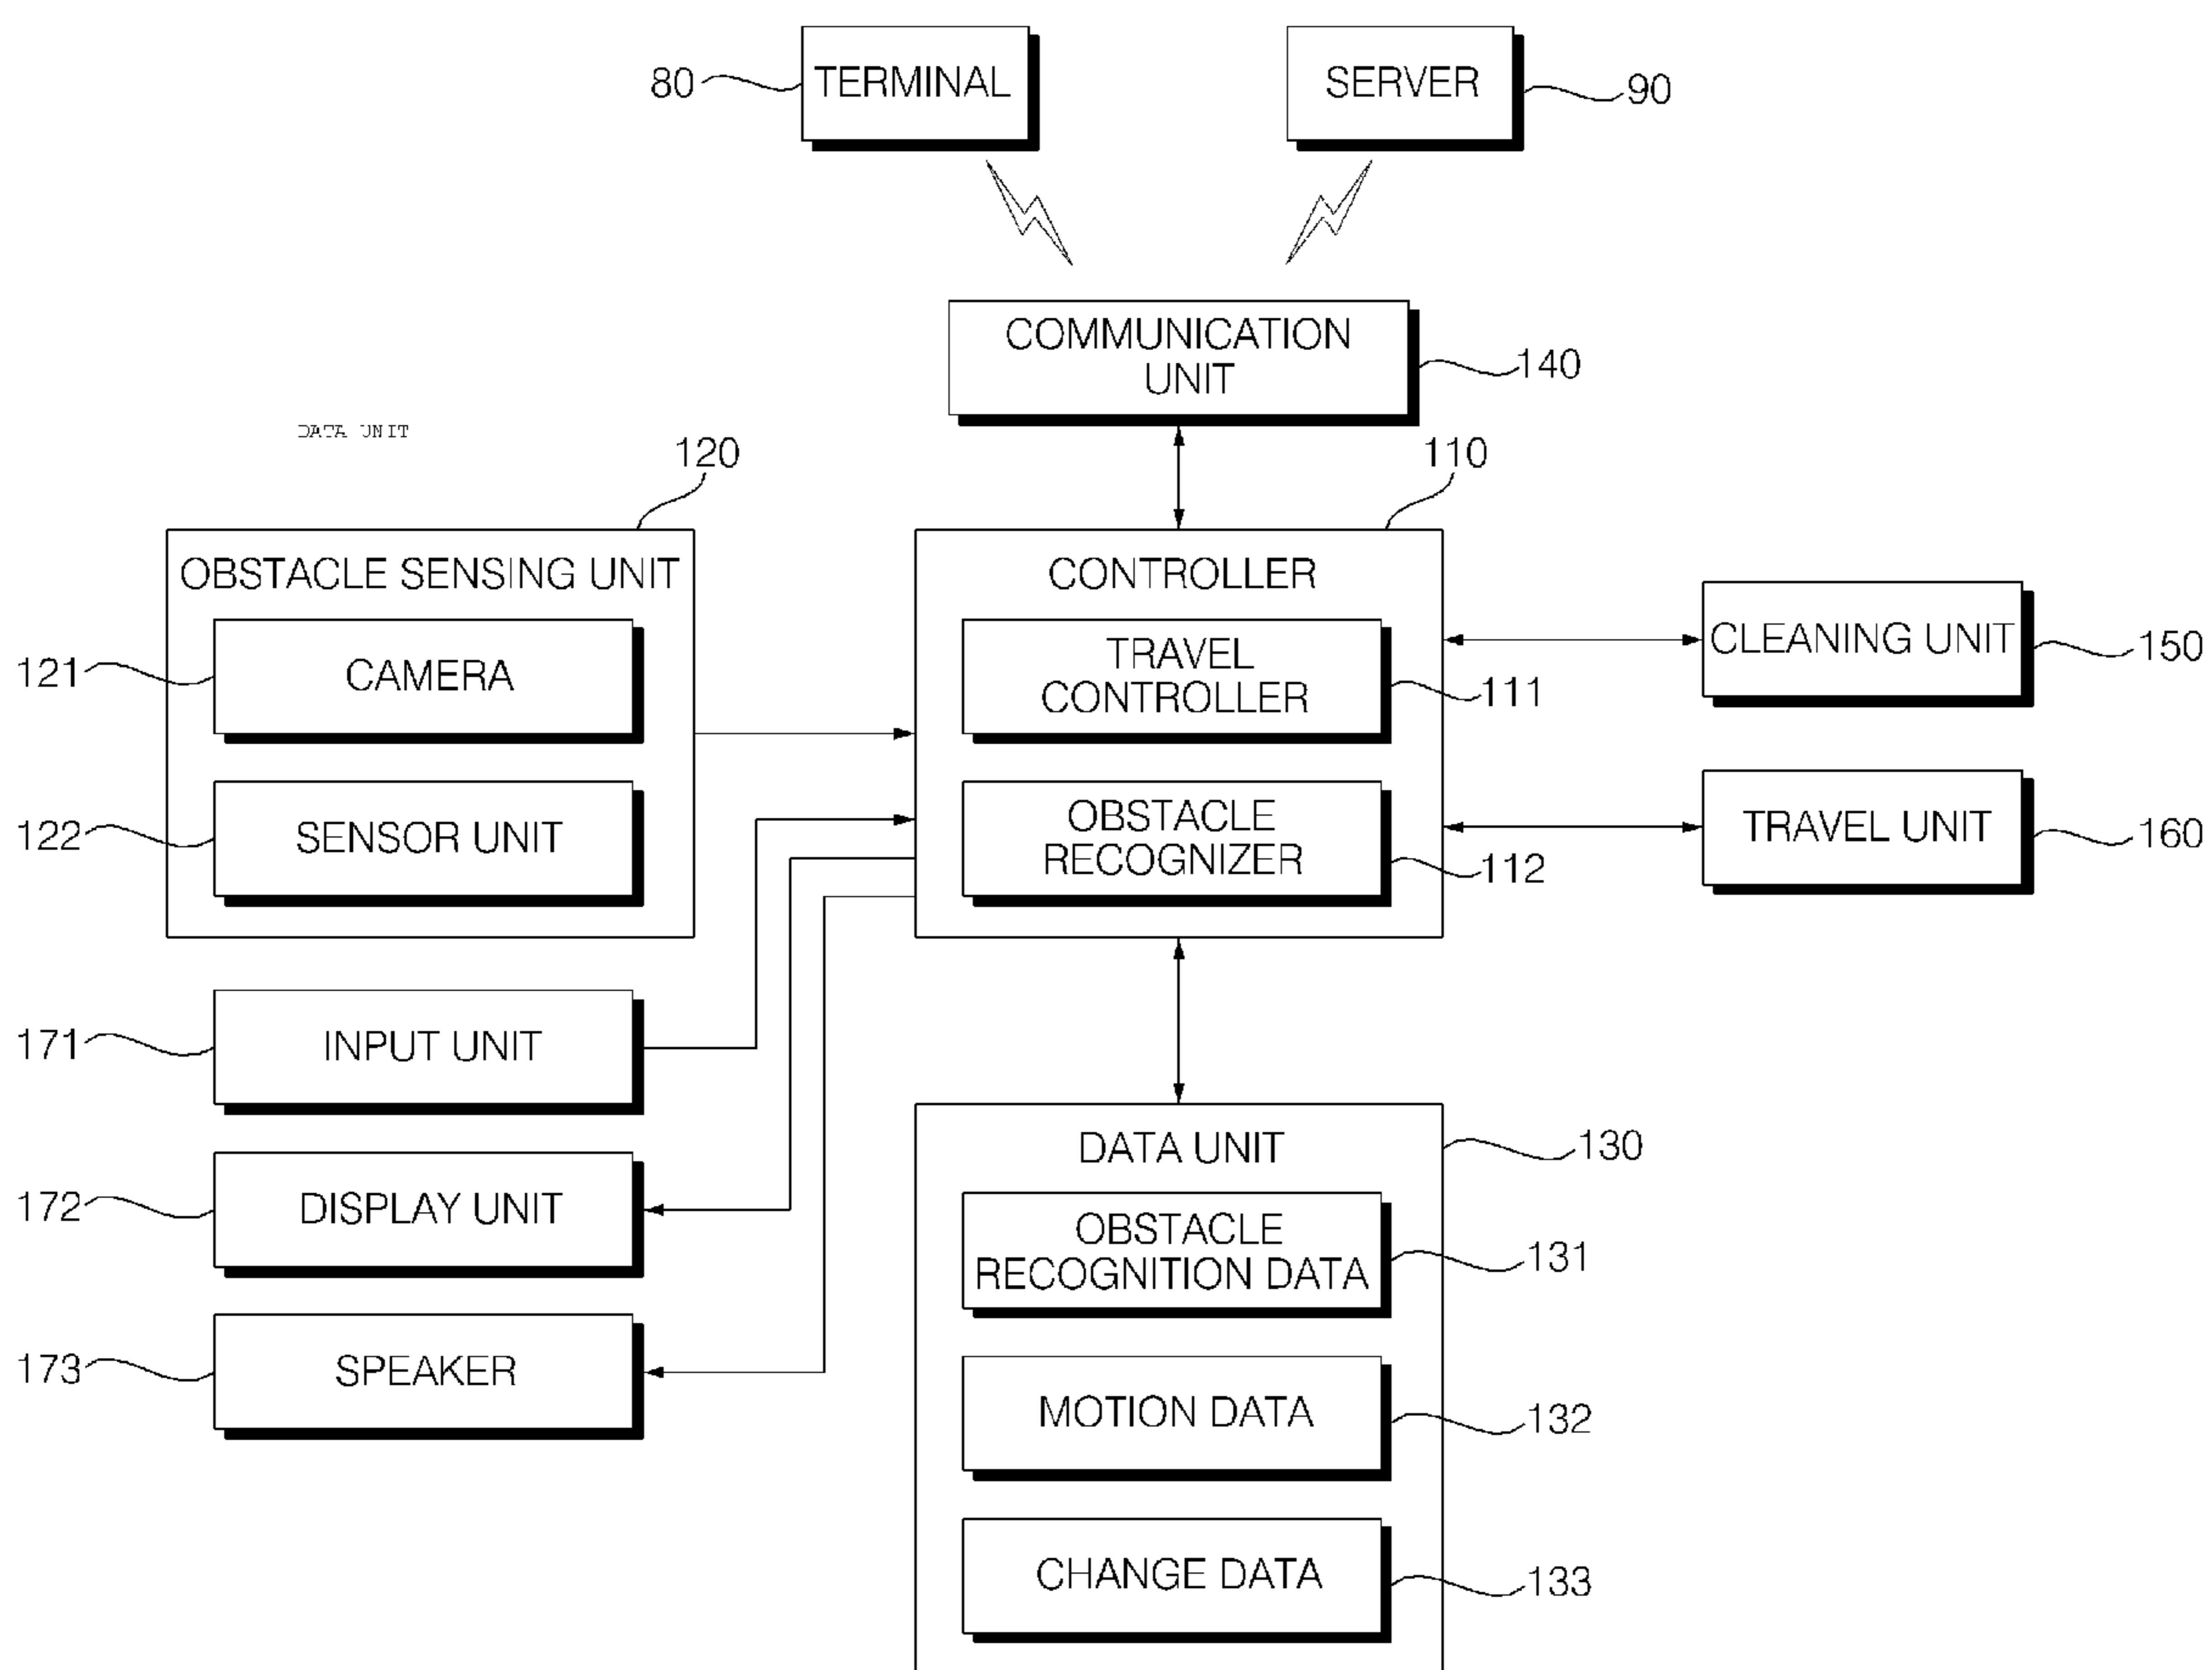 80
TERMINAL
SERVER
90
COMMUNICATION
UNIT
140
DATA UNIT
120
110
OBSTACLE SENSING UNIT
121
CAMERA
122
SENSOR UNIT
CONTROLLER
TRAVEL
CONTROLLER
111
OBSTACLE
RECOGNIZER
112
CLEANING UNIT
150
TRAVEL UNIT
160
171
INPUT UNIT
172
DISPLAY UNIT
173
SPEAKER
DATA UNIT
130
OBSTACLE
RECOGNITION DATA
131
MOTION DATA
132
CHANGE DATA
133